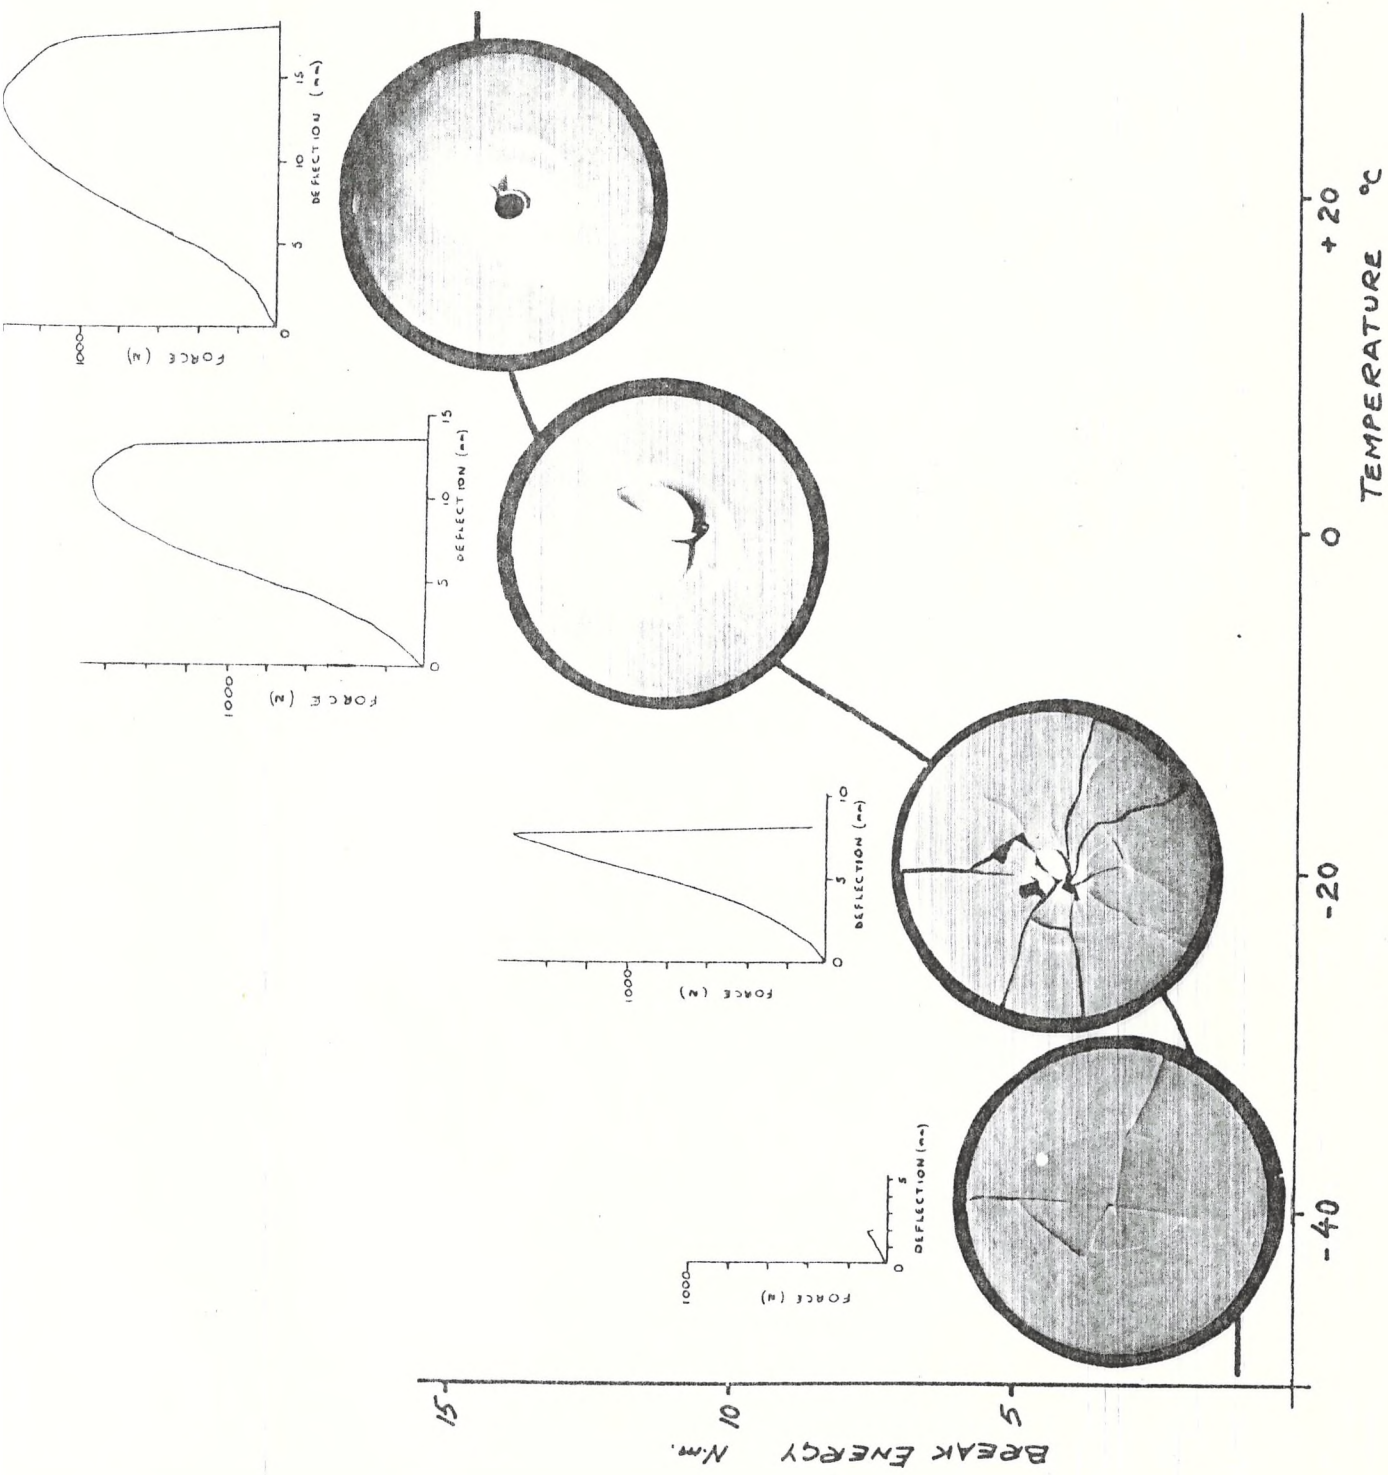 1000
FORCE (N)
0
5
10
15
DEFLECTION (mm)
1000
FORCE (N)
0
5
10
15
DEFLECTION (mm)
1000
FORCE (N)
0
5
10
DEFLECTION (mm)
1000
FORCE (N)
0
5
DEFLECTION (mm)
15
10
5
BREAK ENERGY N.m.
-40
-20
0
+20
TEMPERATURE °C